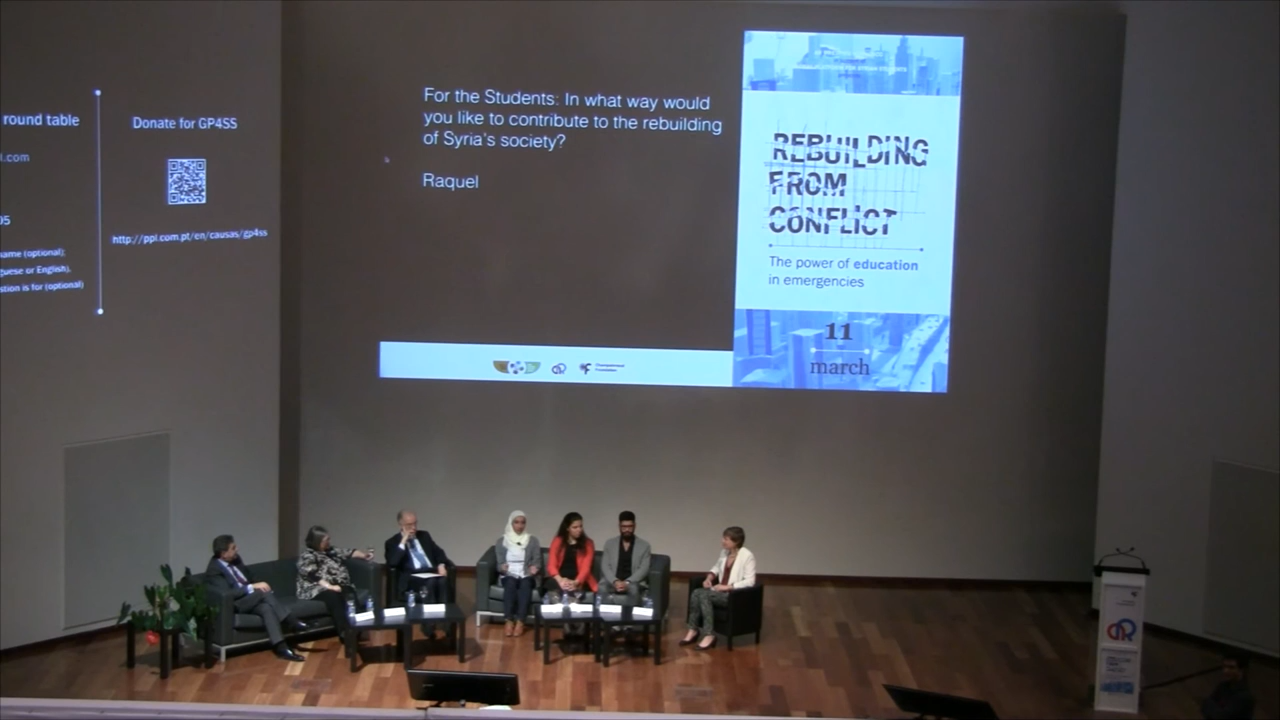 round table
l.com
05
name (optional);
guese or English),
stion is for (optional)
Donate for GP4SS
http://ppl.com.pt/en/causas/gp4ss
For the Students: In what way would
you like to contribute to the rebuilding
of Syria's society?
Raquel
REBUILDING
FROM
CONFLICT
The power of education
in emergencies
11
march
Champalimaud
Foundation